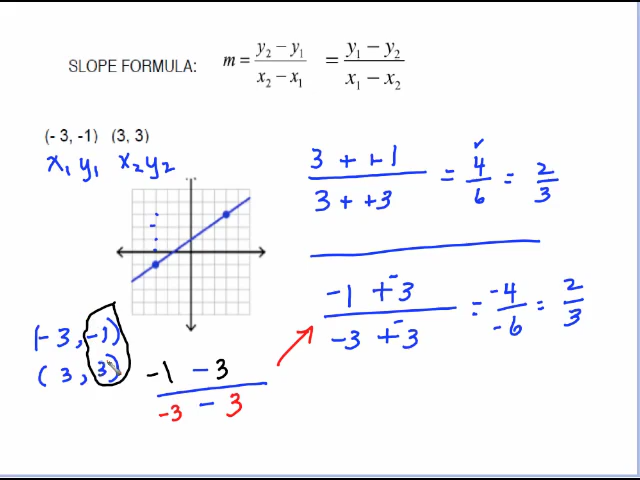 SLOPE FORMULA: m = y₂ − y₁ / x₂ − x₁ = y₁ − y₂ / x₁ − x₂
(- 3, -1) (3, 3)
x₁ y₁ x₂ y₂
3 + +1 / 3 + +3 = 4 / 6 = 2 / 3
-1 + -3 / -3 + -3 = -4 / -6 = 2 / 3
(-3, -1)
(3, 3)
-1 - 3 / -3 - 3